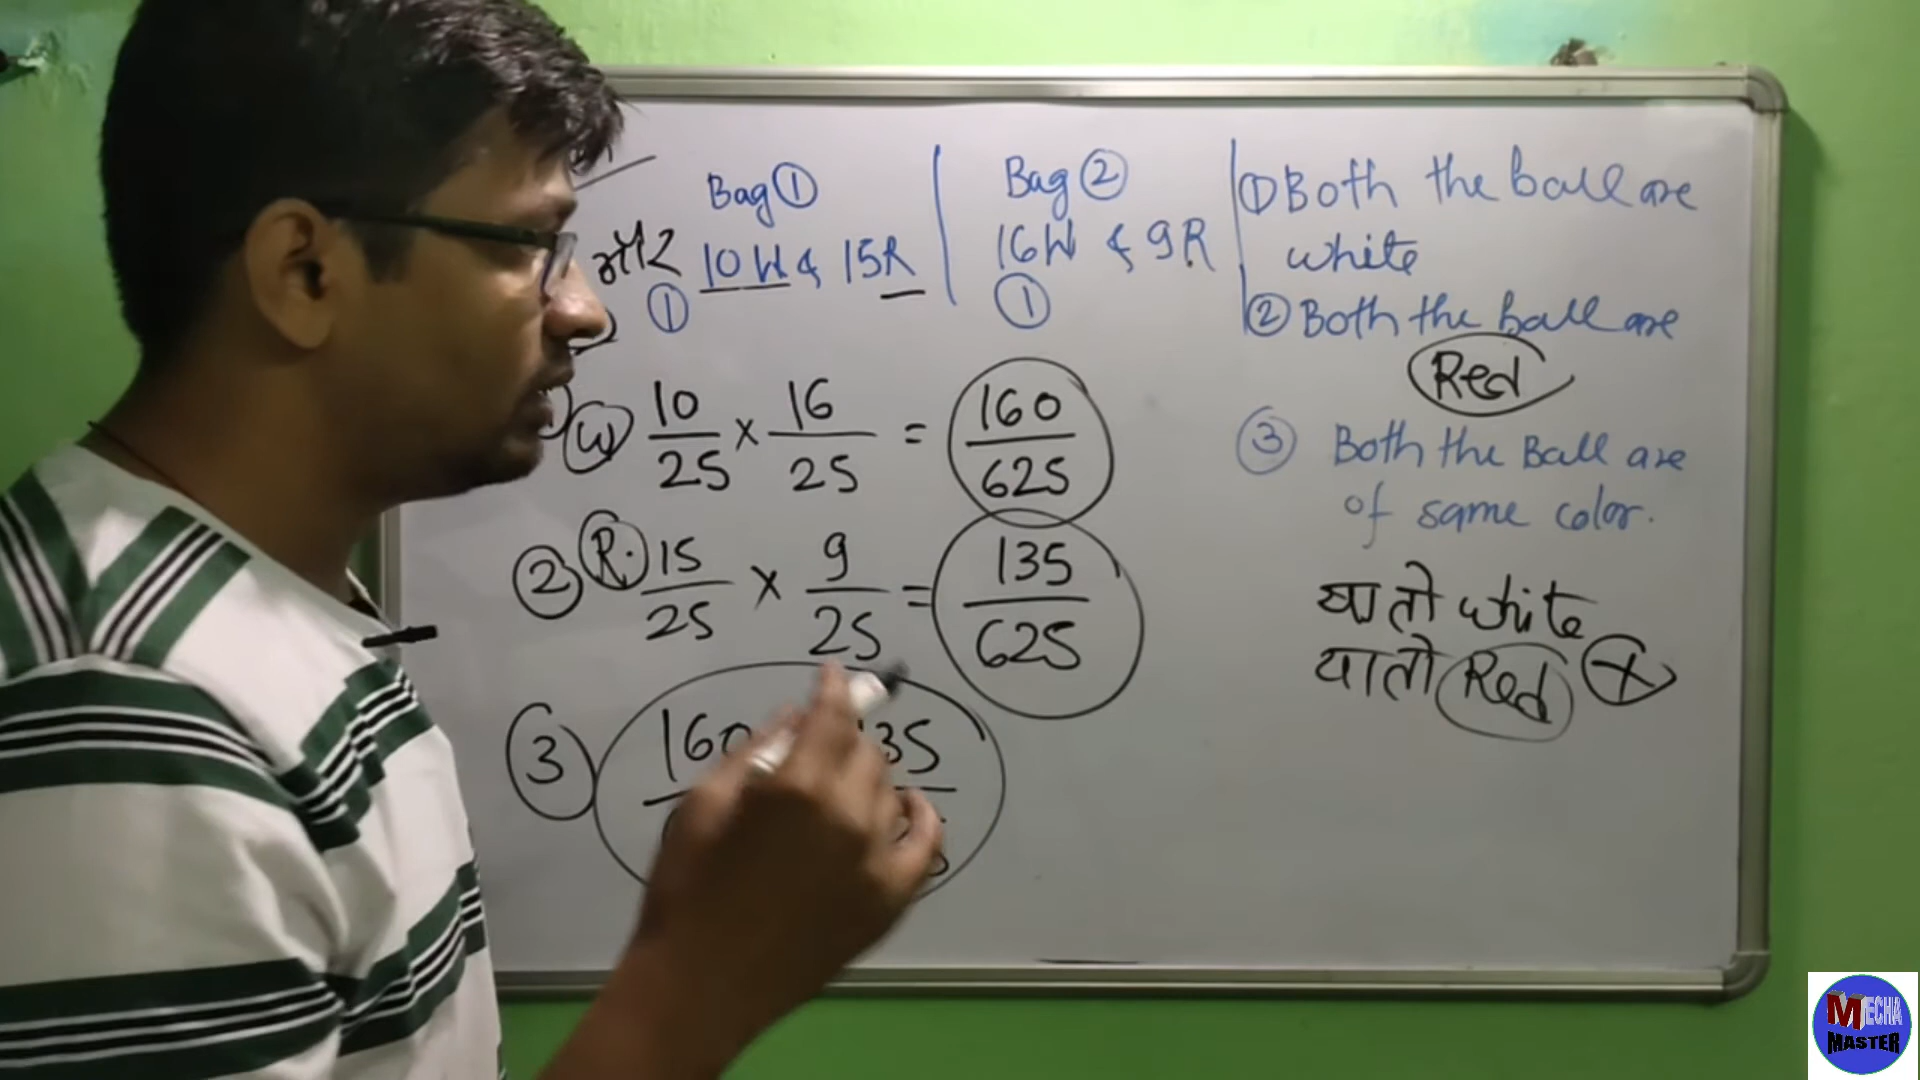 Bag ①
और 10 W & 15R
①
Bag ②
16W & 9R
①
① Both the ball are
white
② Both the Ball are
Red
③ Both the Ball are
of same color.
या तो white
या तो Red +
W 10/25 × 16/25 = 160/625
② R. 15/25 × 9/25 = 135/625
③ 160 135
MECHA
MASTER